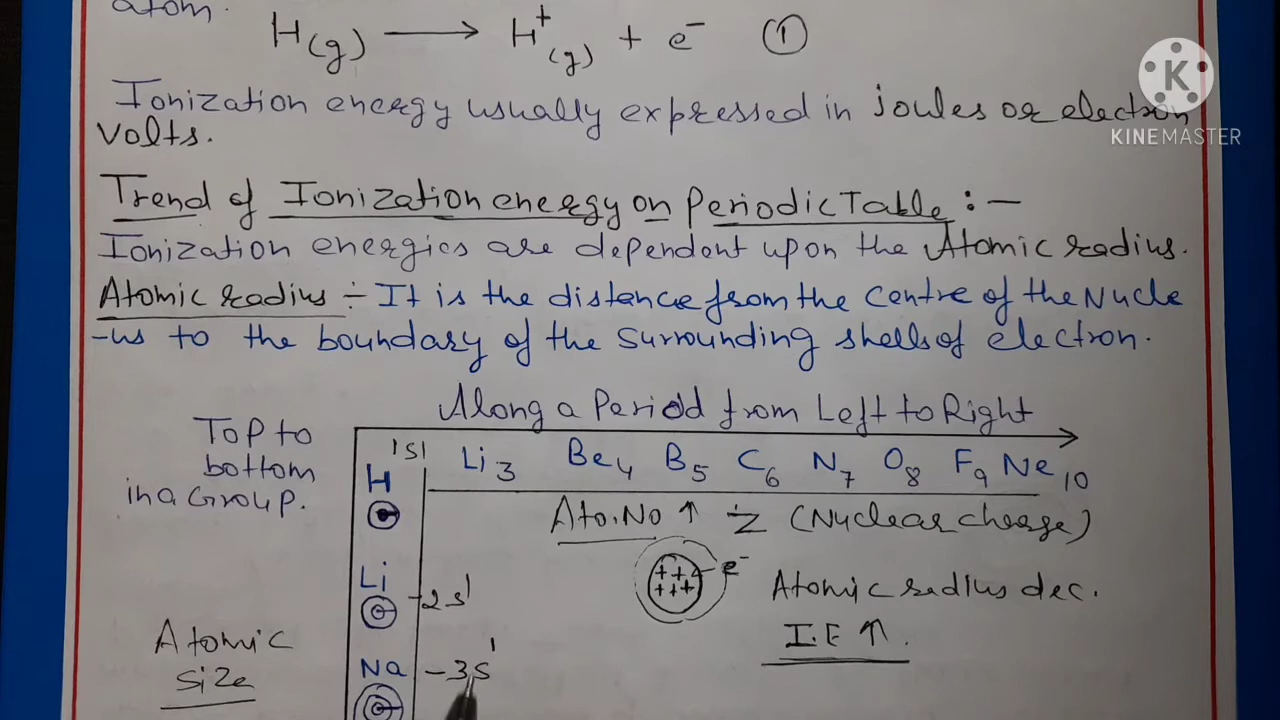 atom.
H(g) ⟶ H⁺(g) + e⁻ ①
Ionization energy usually expressed in joules or electron
volts.
K
KINEMASTER
Trend of Ionization energy on Periodic Table :—
Ionization energies are dependent upon the Atomic radius.
Atomic radius ÷ It is the distance from the centre of the Nucle
-us to the boundary of the surrounding shells of electron.
Along a Period from Left to Right
Top to
bottom
in a Group.
H 1s¹ Li₃ Be₄ B₅ C₆ N₇ O₈ F₉ Ne₁₀
Ato.No ↑ ÷ Z (Nuclear charge)
e⁻
+ + + + +
Li -2s¹
Atomic radius dec.
I.E ↑.
Atomic
size
Na -3s¹